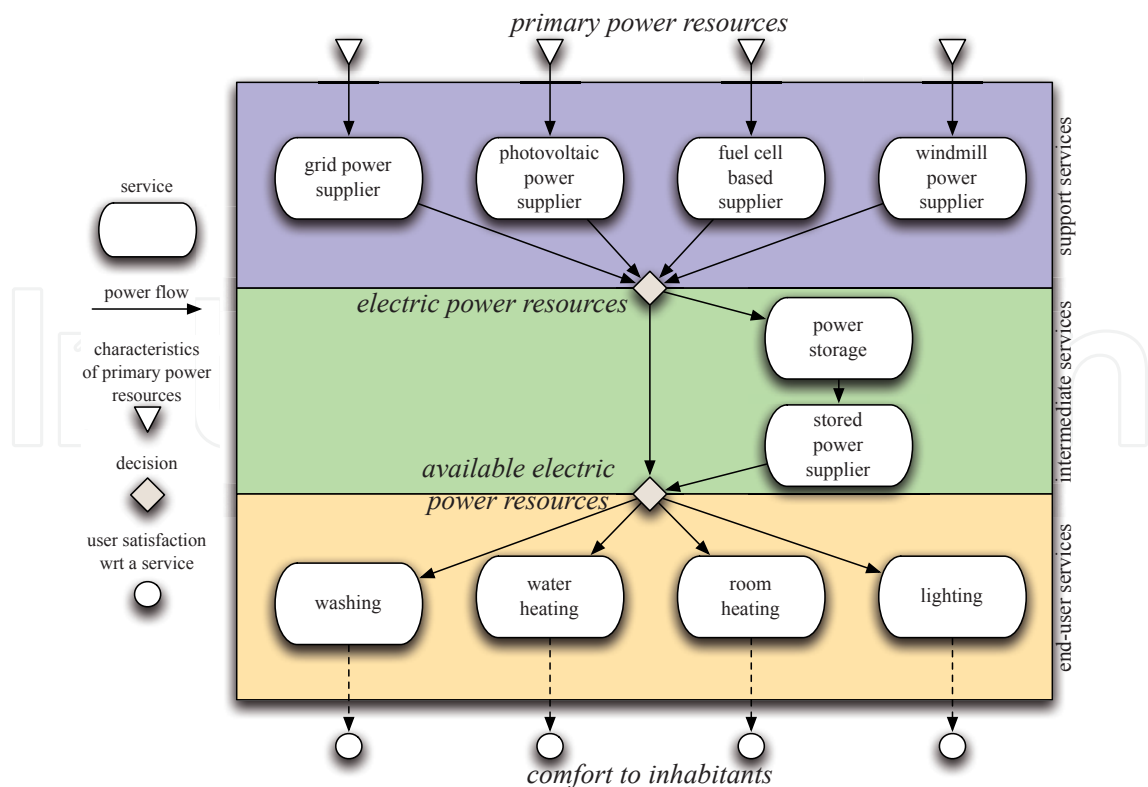 primary power resources
grid power
supplier
photovoltaic
power
supplier
fuel cell
based
supplier
windmill
power
supplier
support services
service
power flow
characteristics
of primary power
resources
decision
user satisfaction
wrt a service
electric power resources
power
storage
stored
power
supplier
intermediate services
available electric
power resources
washing
water
heating
room
heating
lighting
end-user services
comfort to inhabitants